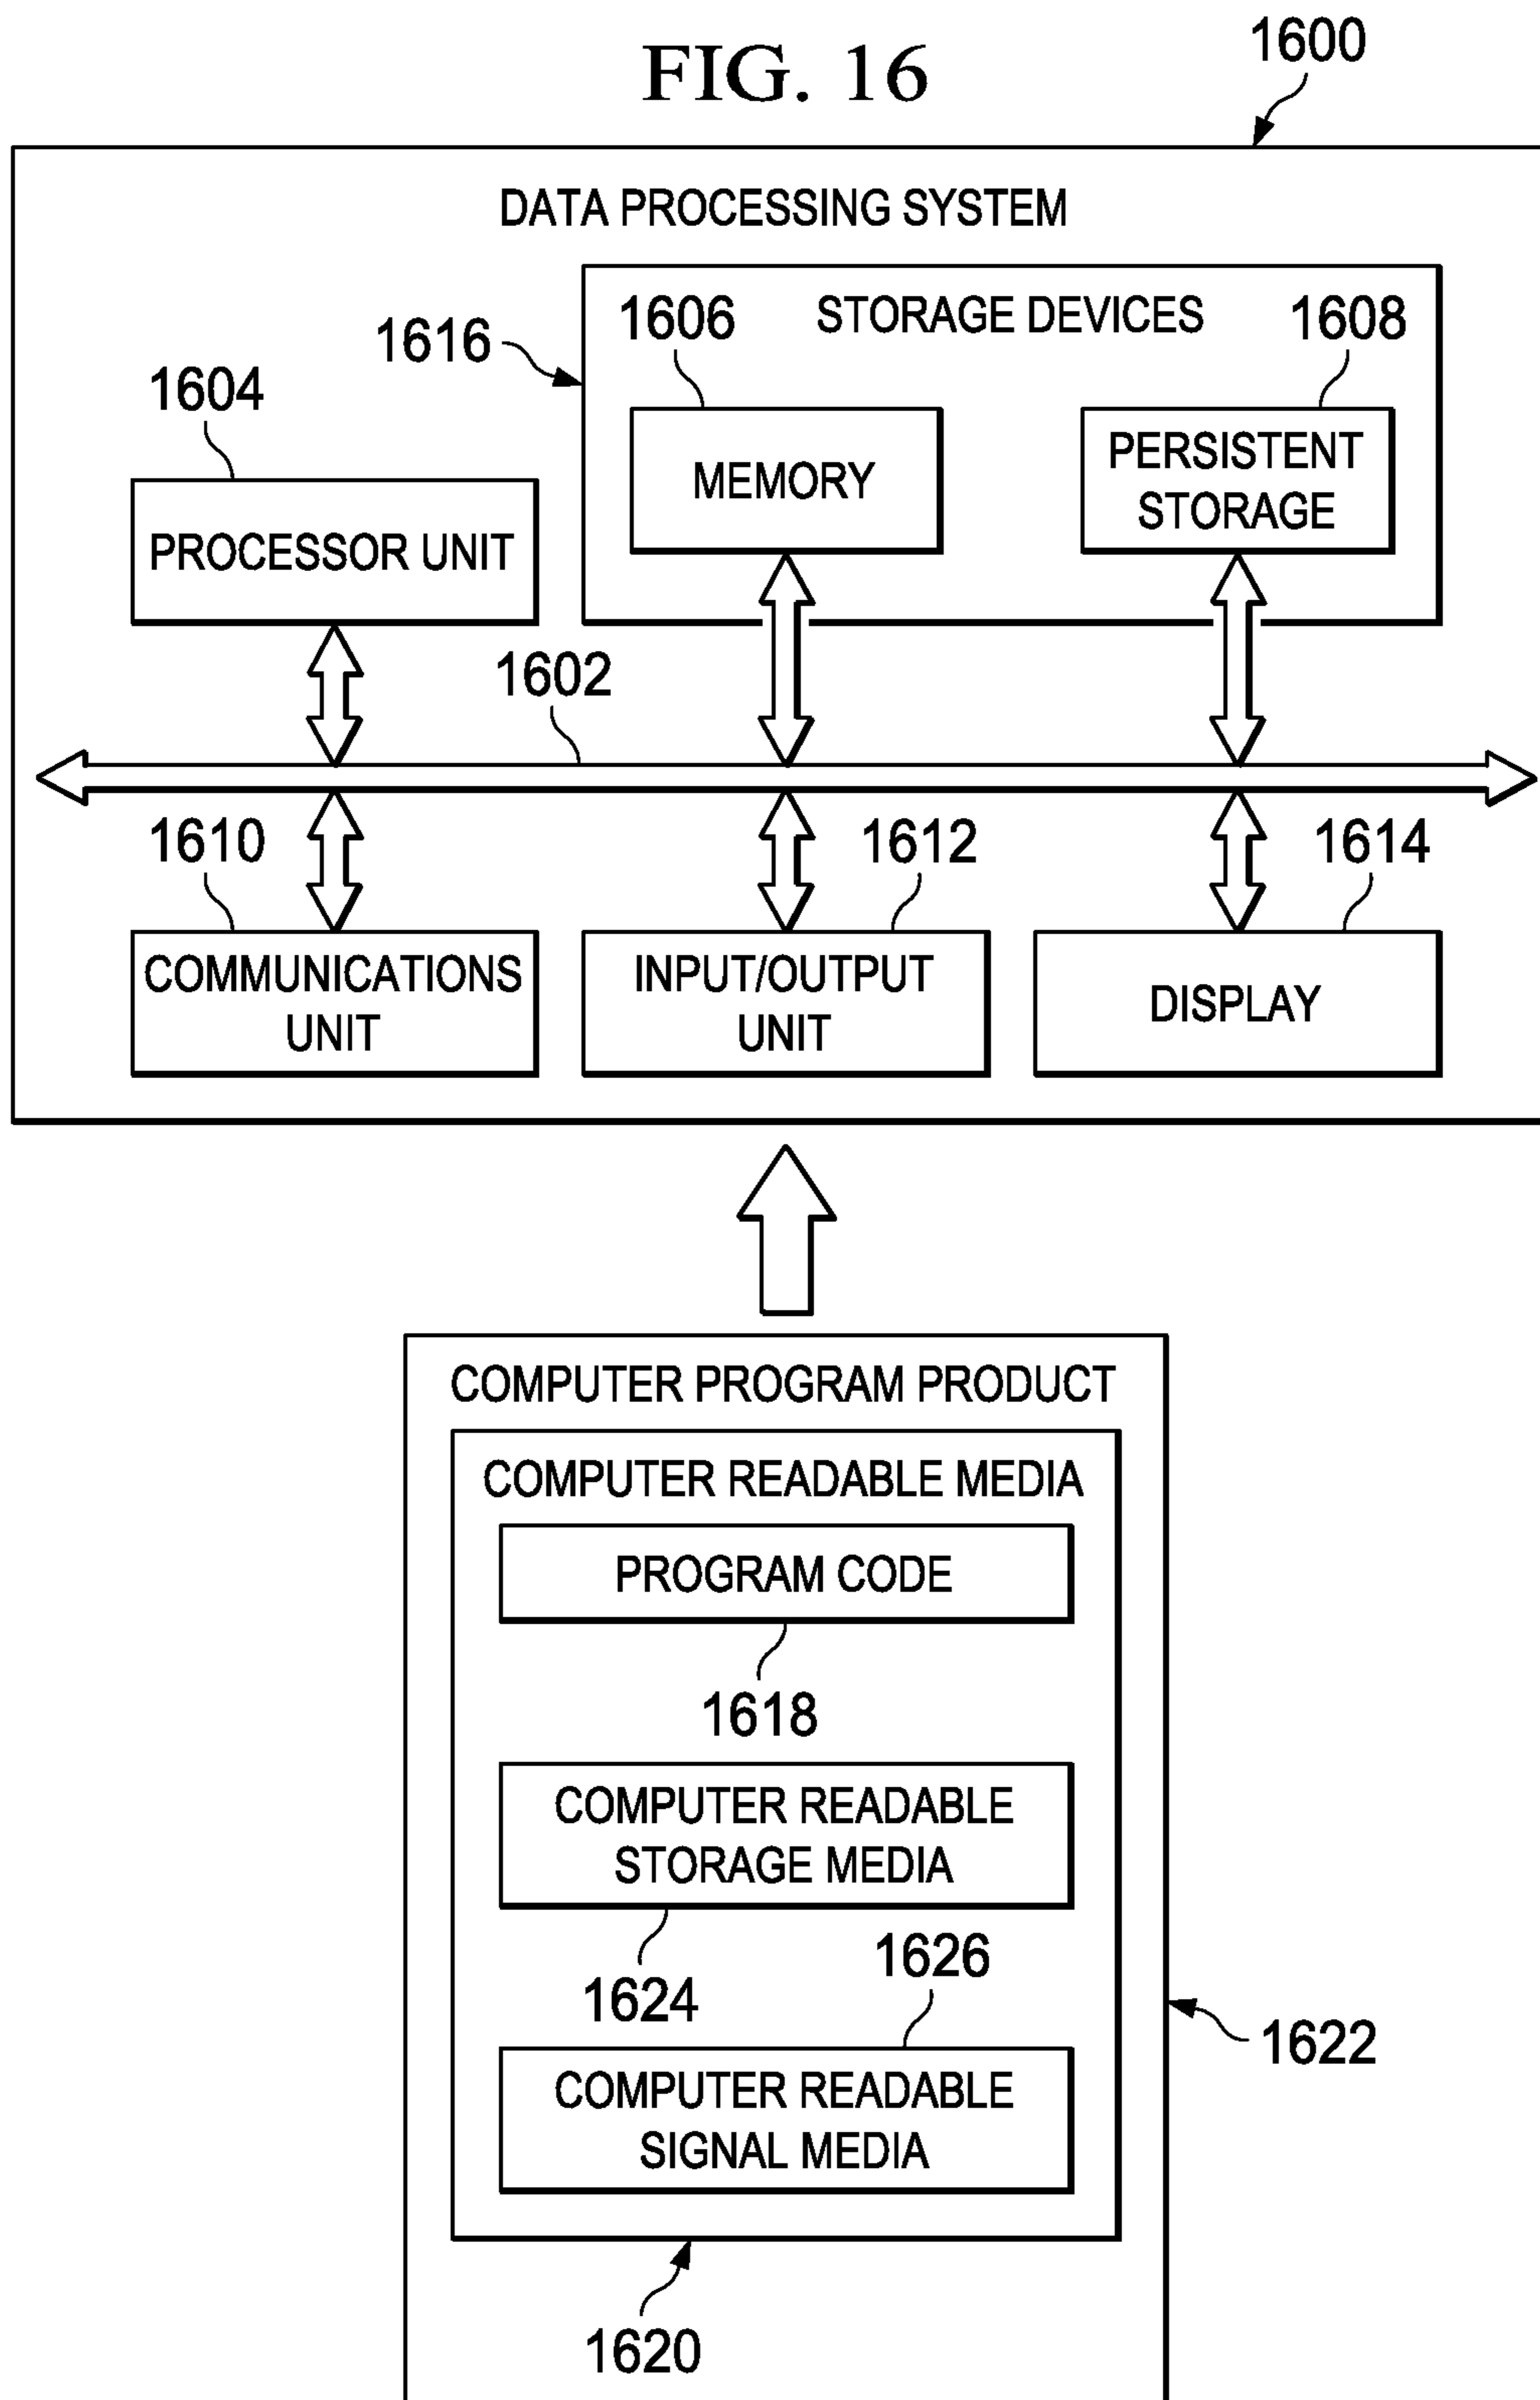 FIG. 16
1600
DATA PROCESSING SYSTEM
1616
1606
STORAGE DEVICES
1608
1604
MEMORY
PERSISTENT
STORAGE
PROCESSOR UNIT
1602
1610
1612
1614
COMMUNICATIONS
UNIT
INPUT/OUTPUT
UNIT
DISPLAY
COMPUTER PROGRAM PRODUCT
COMPUTER READABLE MEDIA
PROGRAM CODE
1618
COMPUTER READABLE
STORAGE MEDIA
1624
1626
COMPUTER READABLE
SIGNAL MEDIA
1622
1620